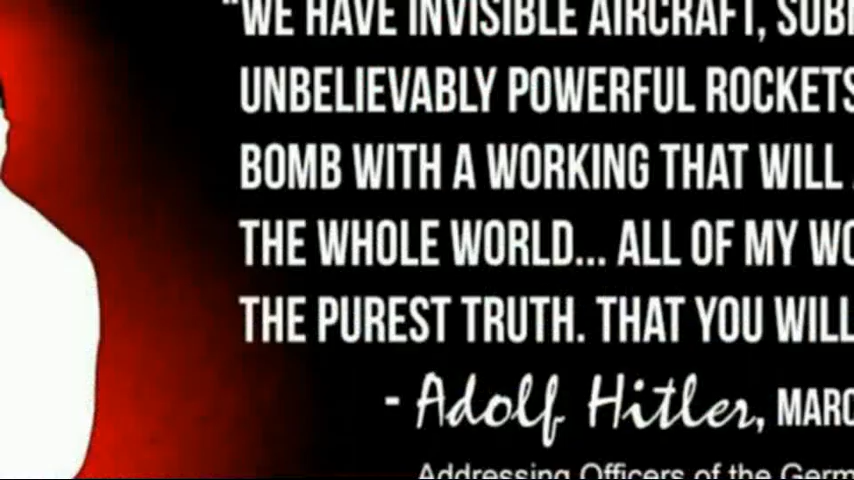 "WE HAVE INVISIBLE AIRCRAFT,
UNBELIEVABLY POWERFUL ROCKETS
BOMB WITH A WORKING THAT WILL
THE WHOLE WORLD... ALL OF MY
THE PUREST TRUTH. THAT YOU WILL
- Adolf Hitler,
Addressing Officers of the